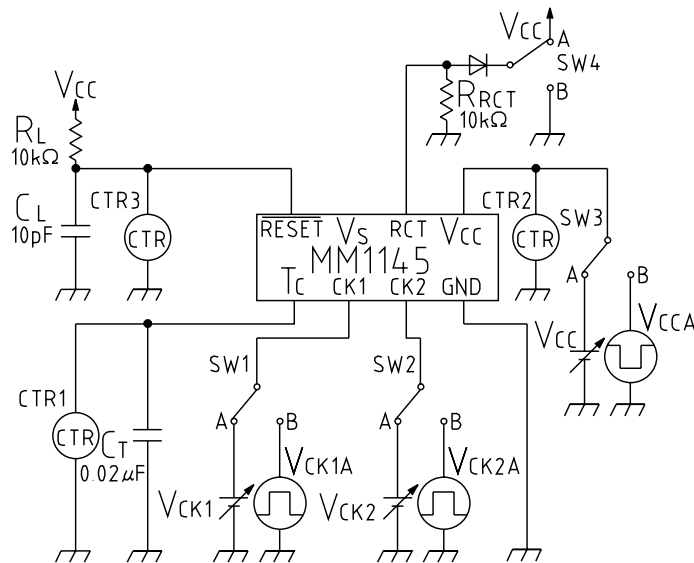 VCC A
SW4
B
RRCT
10kΩ
VCC
RL
10kΩ
CL
10pF
CTR3
CTR
CTR2
CTR
SW3
A B
RESET VS RCT VCC
MM1145
TC CK1 CK2 GND
VCC
VCCA
CTR1
CTR
CT
0.02μF
SW1
A B
VCK1
VCK1A
SW2
A B
VCK2
VCK2A